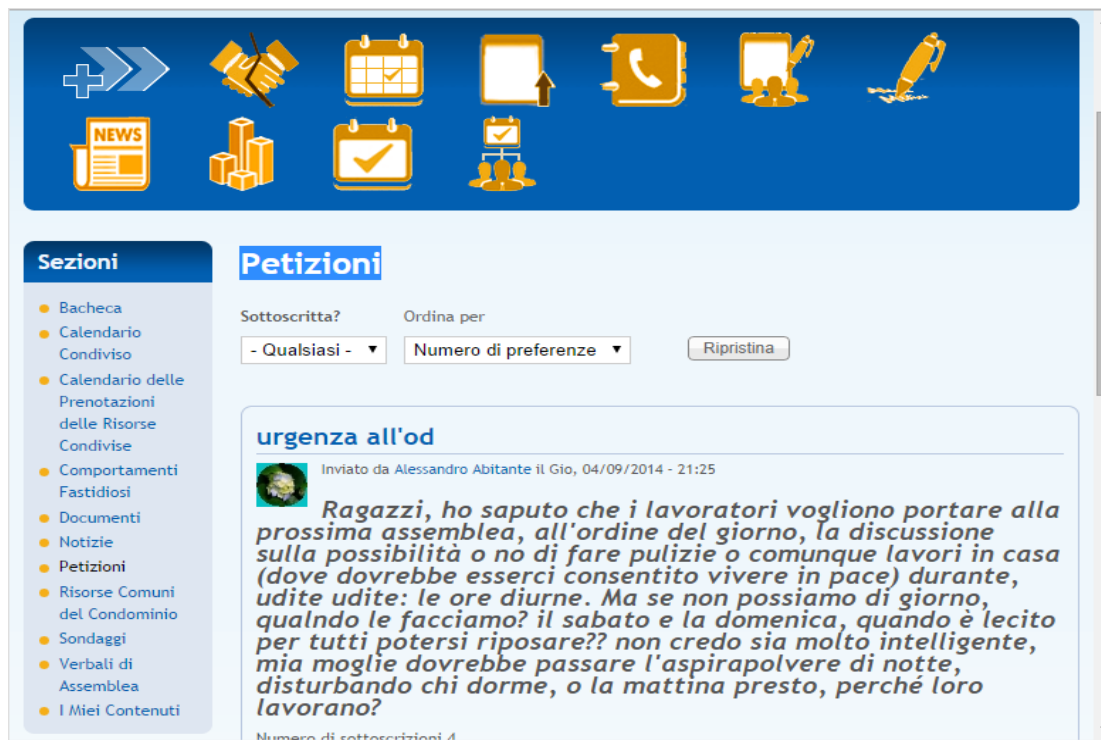 NEWS
Sezioni
Bacheca
Calendario
Condiviso
Calendario delle
Prenotazioni
delle Risorse
Condivise
Comportamenti
Fastidiosi
Documenti
Notizie
Petizioni
Risorse Comuni
del Condominio
Sondaggi
Verbali di
Assemblea
I Miei Contenuti
Petizioni
Sottoscritta? Ordina per
- Qualsiasi - Numero di preferenze Ripristina
urgenza all'od
Inviato da Alessandro Abitante il Gio, 04/09/2014 - 21:25
Ragazzi, ho saputo che i lavoratori vogliono portare alla
prossima assemblea, all'ordine del giorno, la discussione
sulla possibilità o no di fare pulizie o comunque lavori in casa
(dove dovrebbe esserci consentito vivere in pace) durante,
udite udite: le ore diurne. Ma se non possiamo di giorno,
qualndo le facciamo? il sabato e la domenica, quando è lecito
per tutti potersi riposare?? non credo sia molto intelligente,
mia moglie dovrebbe passare l'aspirapolvere di notte,
disturbando chi dorme, o la mattina presto, perché loro
lavorano?
Numero di sottoscrizioni 4